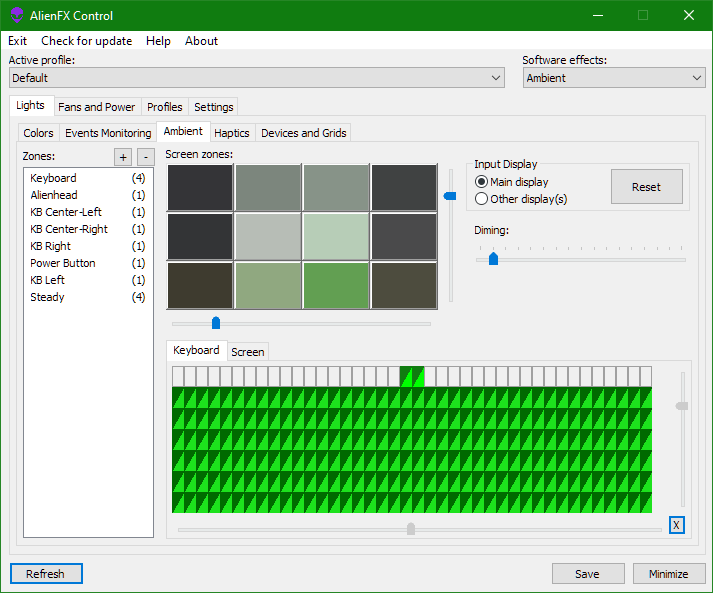 AlienFX Control
Exit Check for update Help About
Active profile:
Software effects:
Default
Ambient
Lights Fans and Power Profiles Settings
Colors Events Monitoring Ambient Haptics Devices and Grids
Zones: + -
Keyboard (4)
Alienhead (1)
KB Center-Left (1)
KB Center-Right (1)
KB Right (1)
Power Button (1)
KB Left (1)
Steady (4)
Screen zones:
Input Display
Main display
Other display(s)
Reset
Diming:
Keyboard Screen
X
Refresh
Save
Minimize